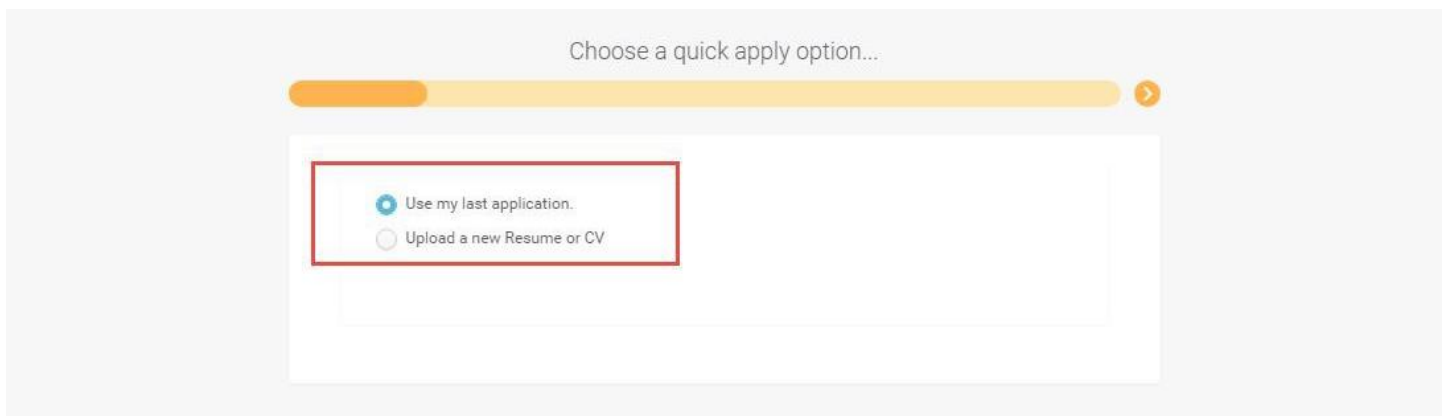 Choose a quick apply option...
Use my last application.
Upload a new Resume or CV